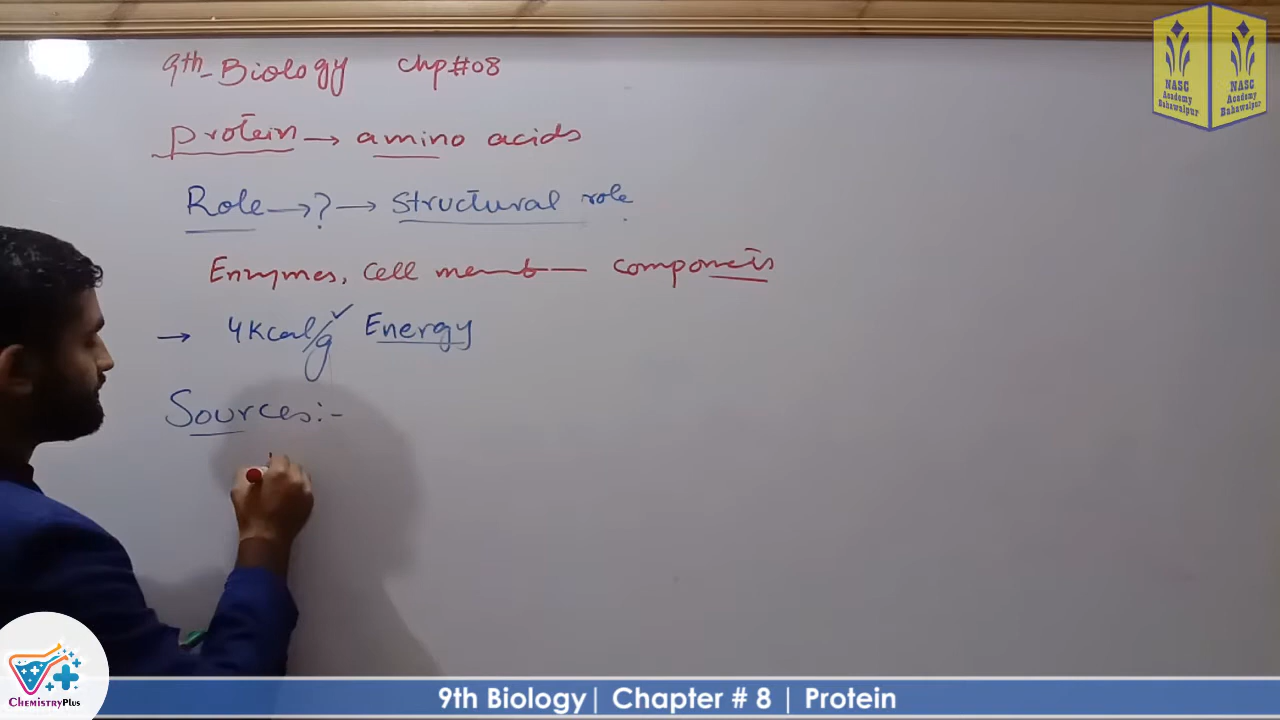 9th-Biology Chp#08
NASC
Academy
Bahawalpur
NASC
Academy
Bahawalpur
Protein → amino acids
Role → ? → Structural role
Enzymes, Cell memb— componets
→ 4Kcal/g ✓ Energy
Sources:-
ChemistryPlus
9th Biology| Chapter # 8 | Protein